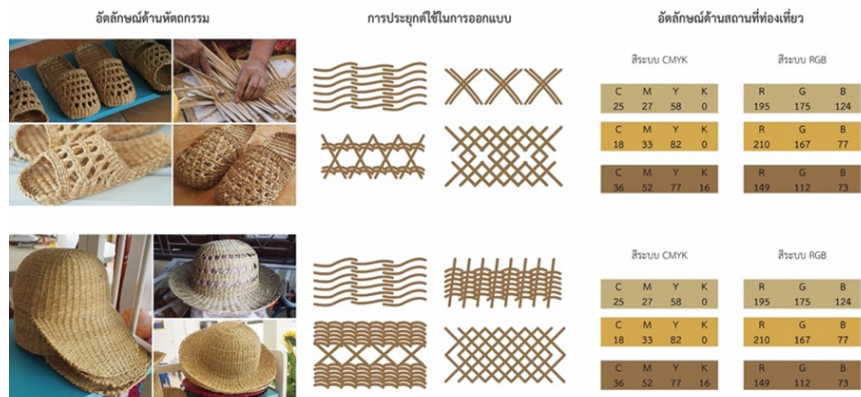 อัตลักษณ์ด้านหัตถกรรม
การประยุกต์ใช้ในการออกแบบ
อัตลักษณ์ด้านสถานที่ท่องเที่ยว
สีระบบ CMYK
สีระบบ RGB
C M Y K
25 27 58 0
R G B
195 175 124
C M Y K
18 33 82 0
R G B
210 167 77
C M Y K
36 52 77 16
R G B
149 112 73
สีระบบ CMYK
สีระบบ RGB
C M Y K
25 27 58 0
R G B
195 175 124
C M Y K
18 33 82 0
R G B
210 167 77
C M Y K
36 52 77 16
R G B
149 112 73